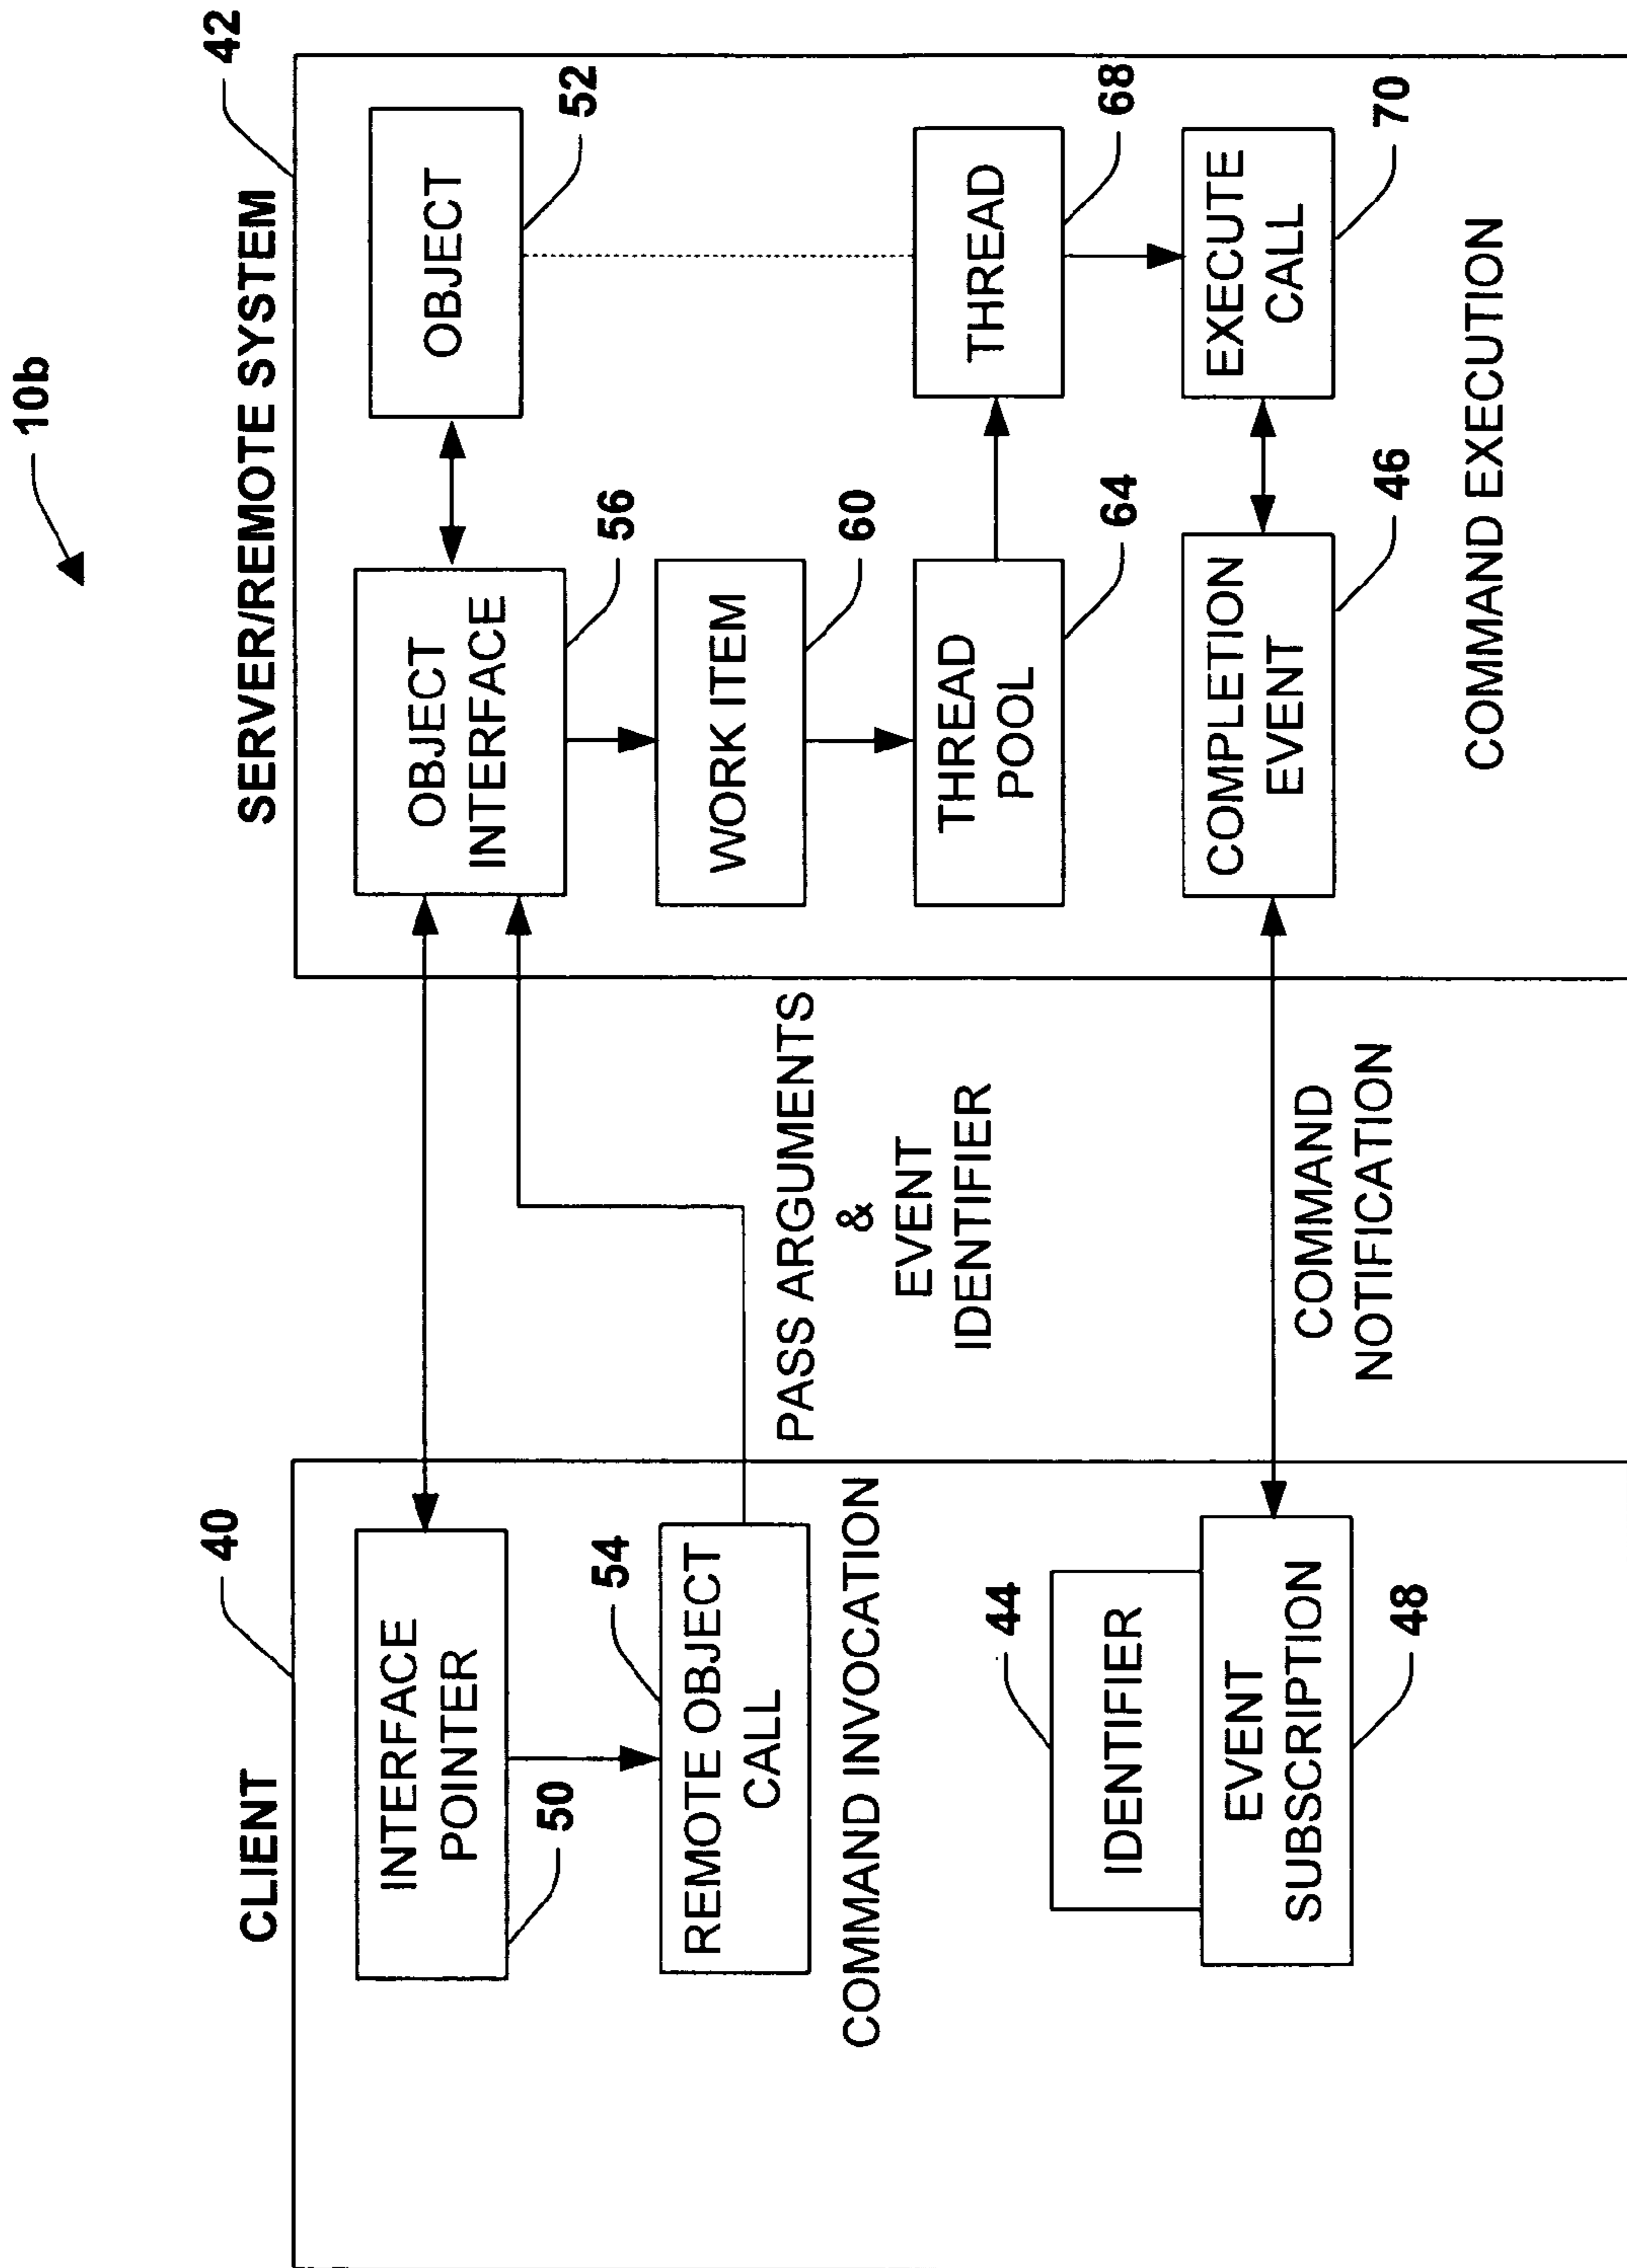 10b
CLIENT
40
INTERFACE
POINTER
50
54
REMOTE OBJECT
CALL
COMMAND INVOCATION
44
IDENTIFIER
EVENT
SUBSCRIPTION
48
PASS ARGUMENTS
&
EVENT
IDENTIFIER
COMMAND
NOTIFICATION
SERVER/REMOTE SYSTEM
42
OBJECT
INTERFACE
56
OBJECT
52
WORK ITEM
60
THREAD
POOL
64
THREAD
68
COMPLETION
EVENT
46
EXECUTE
CALL
70
COMMAND EXECUTION